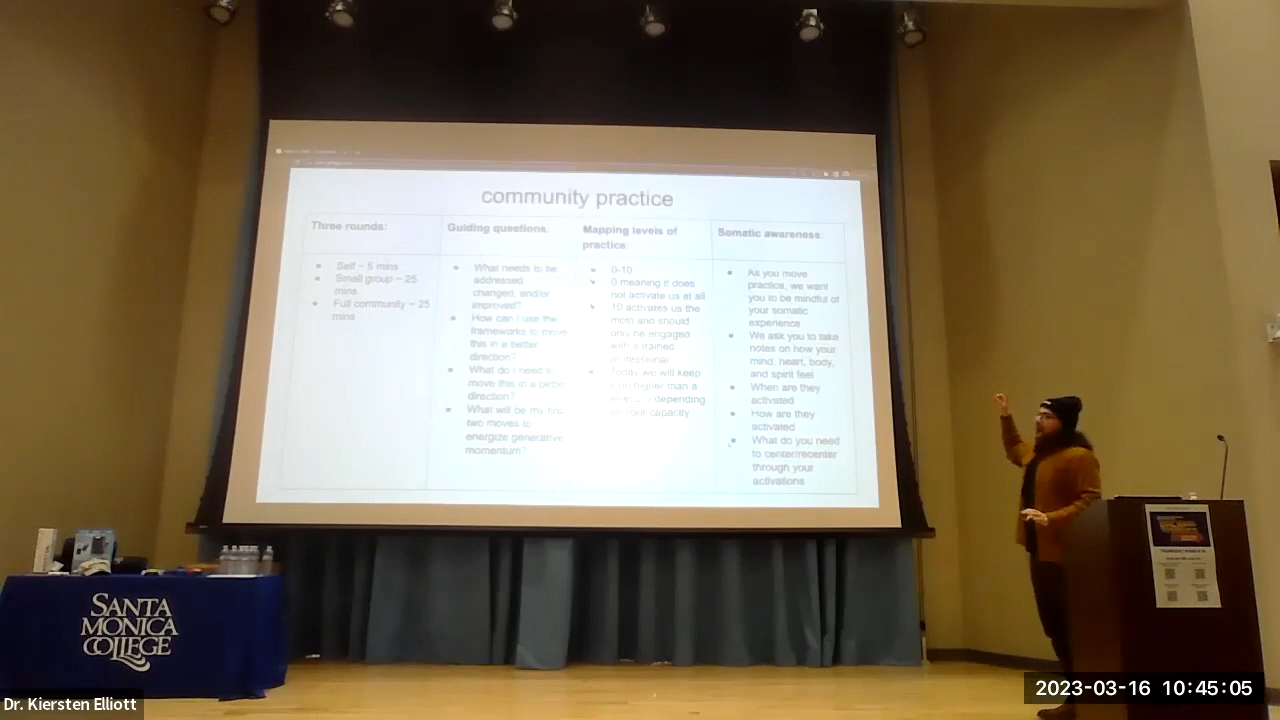 community practice
Three rounds:
Self ~ 5 mins
Small group ~ 25
mins
Full community ~ 25
mins
Guiding questions:
What needs to be
addressed,
changed, and/or
improved?
How can I use the
frameworks to move
this in a better
direction?
What do I need to
move this in a better
direction?
What will be my first
two moves to
energize generative
momentum?
Mapping levels of
practice
0-10
0 meaning it does
not activate us at all
10 activates us the
most and should
only be engaged
with a trained
professional
Today we will keep
higher than a
depending
on your capacity
Somatic awareness:
As you move
practice, we want
you to be mindful of
your somatic
experience
We ask you to take
notes on how your
mind, heart, body,
and spirit feel
When are they
activated
How are they
activated
What do you need
to center/recenter
through your
activations
SANTA
MONICA
COLLEGE
Dr. Kiersten Elliott
2023-03-16 10:45:05